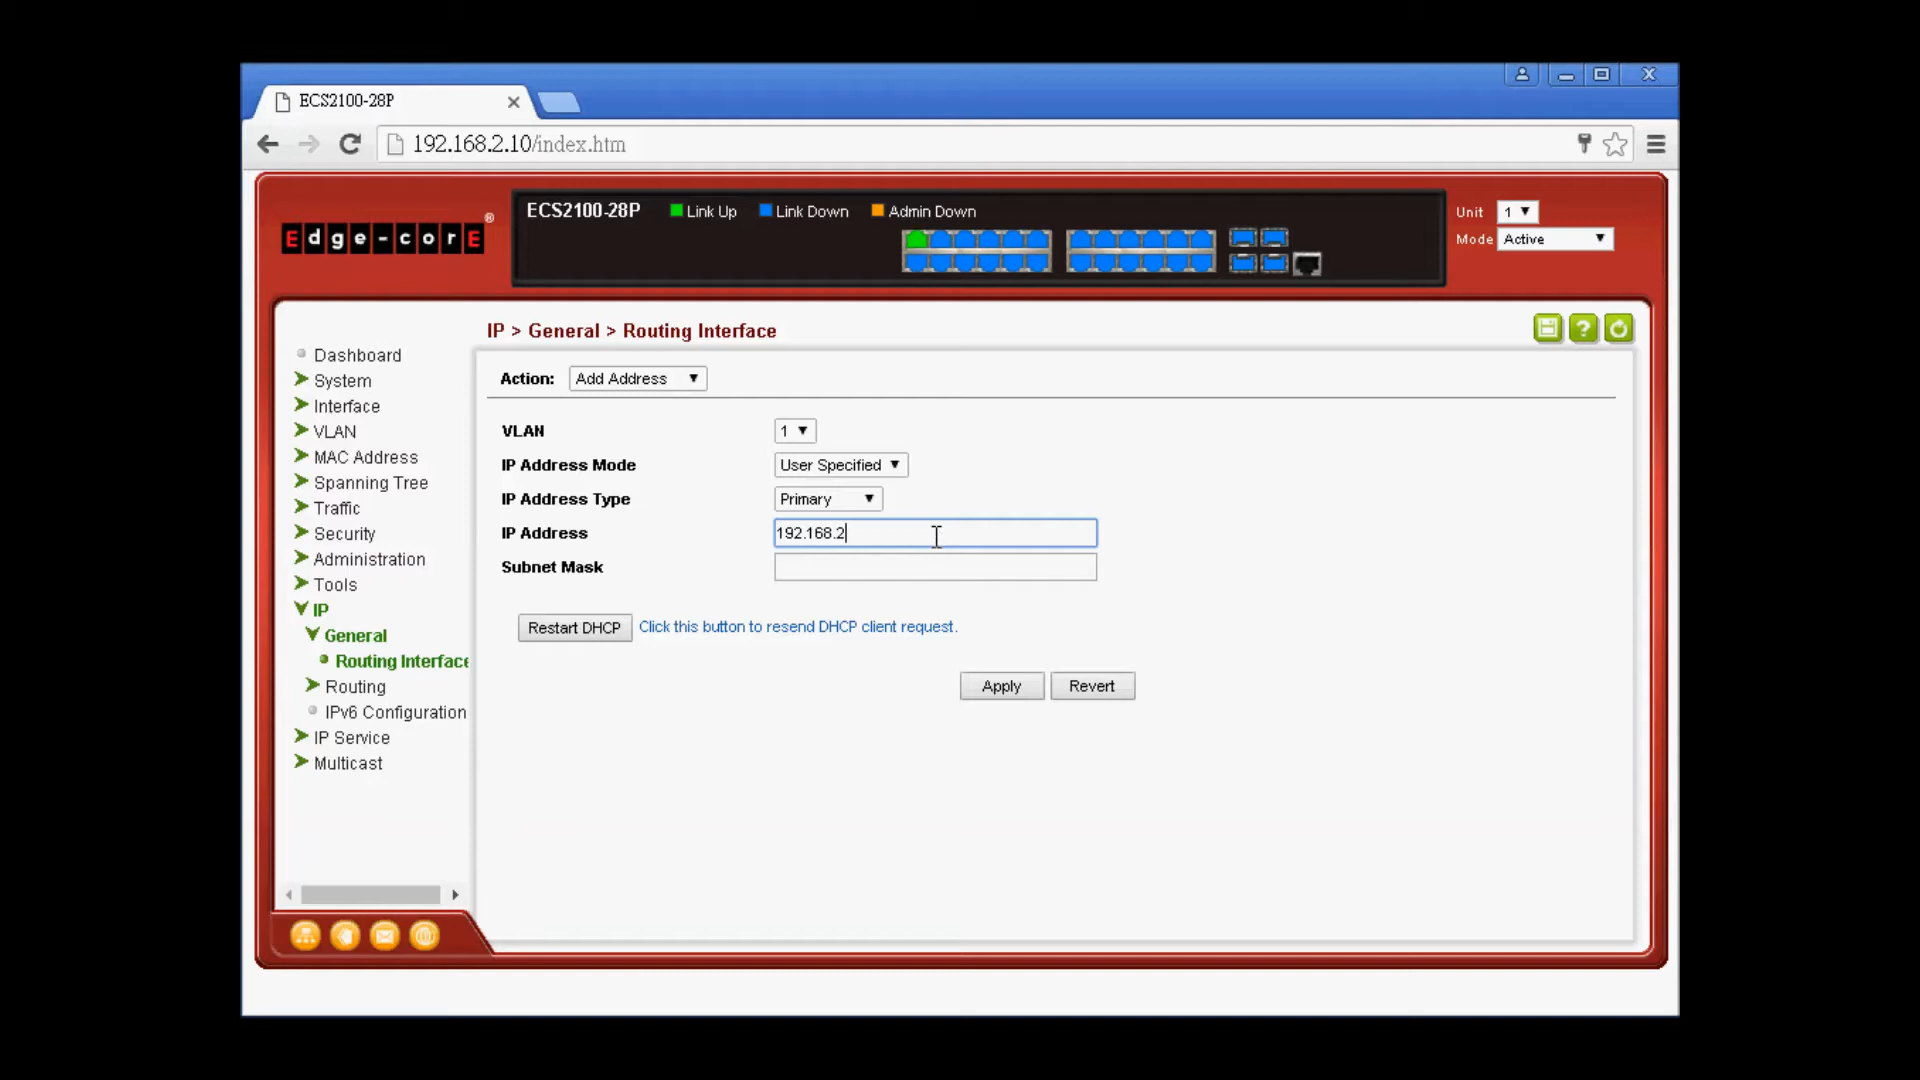 ECS2100-28P
192.168.2.10/index.htm
Edge-corE®
ECS2100-28P Link Up Link Down Admin Down
Unit 1
Mode Active
IP > General > Routing Interface
Dashboard
System
Interface
VLAN
MAC Address
Spanning Tree
Traffic
Security
Administration
Tools
IP
General
Routing Interface
Routing
IPv6 Configuration
IP Service
Multicast
Action: Add Address
VLAN 1
IP Address Mode User Specified
IP Address Type Primary
IP Address 192.168.2
Subnet Mask
Restart DHCP Click this button to resend DHCP client request.
Apply Revert